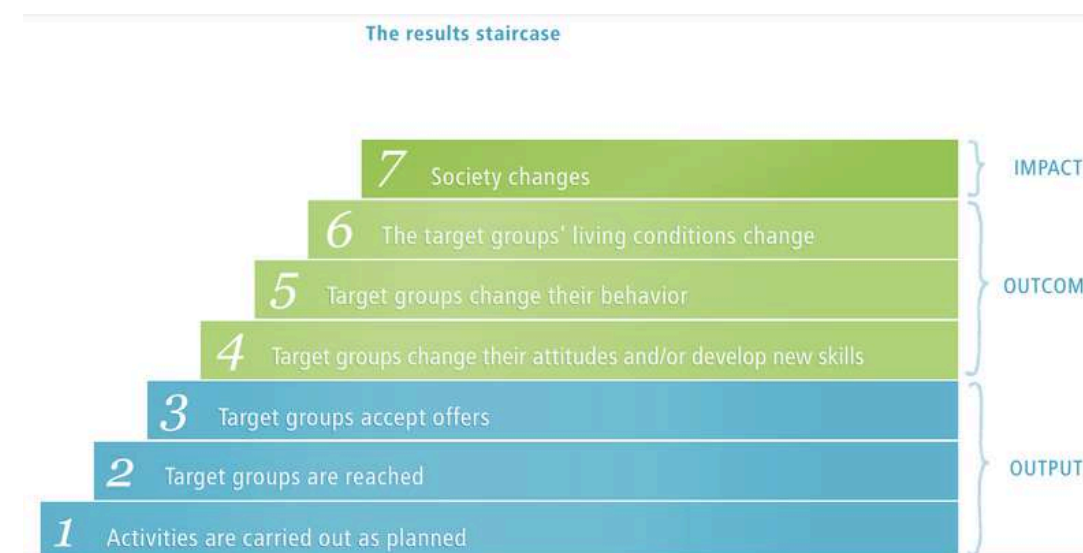 The results staircase
7 Society changes
IMPACT
6 The target groups' living conditions change
5 Target groups change their behavior
OUTCOM
4 Target groups change their attitudes and/or develop new skills
3 Target groups accept offers
2 Target groups are reached
OUTPUT
1 Activities are carried out as planned